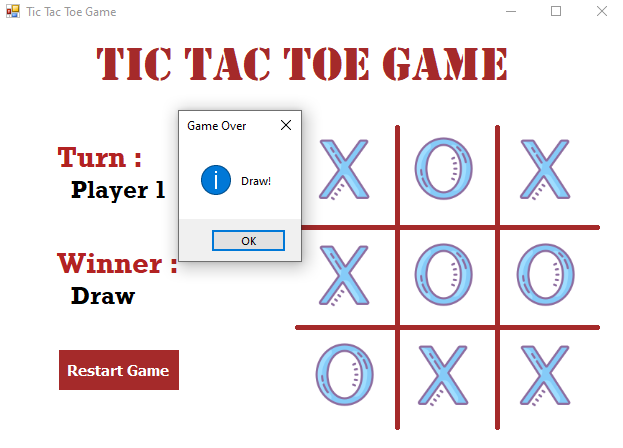 Tic Tac Toe Game
TIC TAC TOE GAME
Game Over
Draw!
OK
Turn :
Player 1
Winner :
Draw
Restart Game
X O X
X O O
O X X